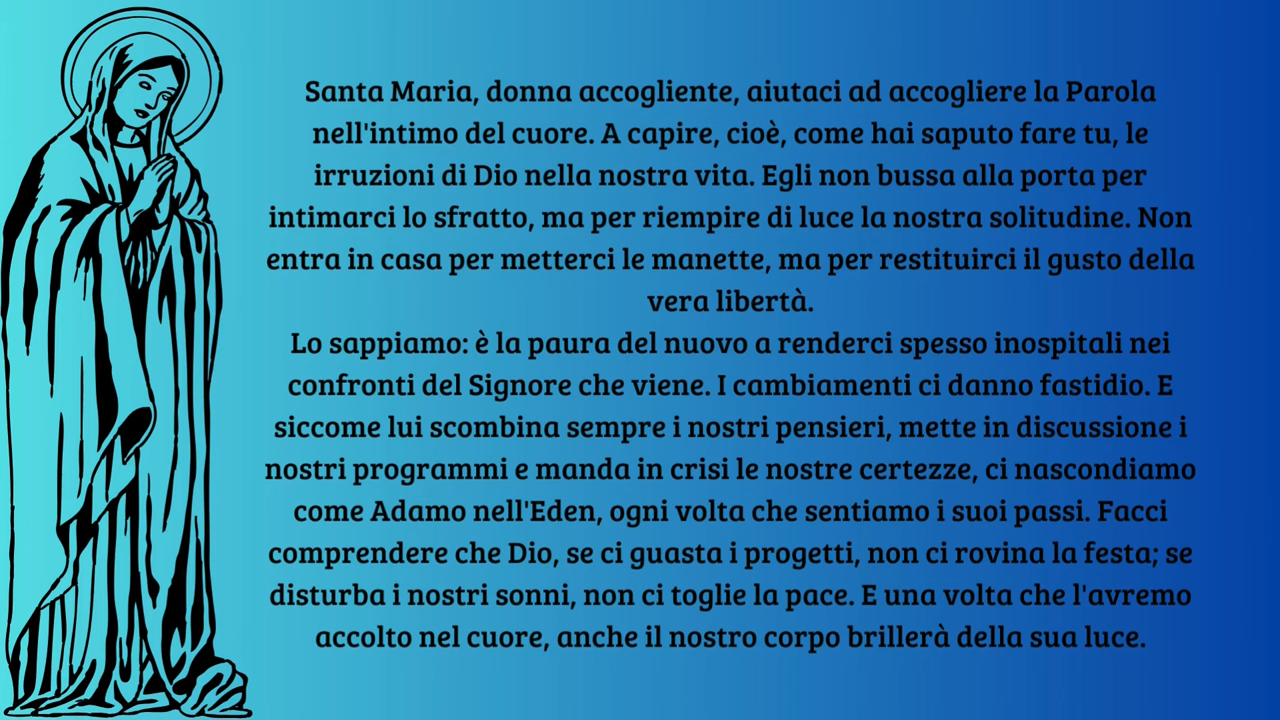 Santa Maria, donna accogliente, aiutaci ad accogliere la Parola
nell'intimo del cuore. A capire, cioè, come hai saputo fare tu, le
irruzioni di Dio nella nostra vita. Egli non bussa alla porta per
intimarci lo sfratto, ma per riempire di luce la nostra solitudine. Non
entra in casa per metterci le manette, ma per restituirci il gusto della
vera libertà.
Lo sappiamo: è la paura del nuovo a renderci spesso inospitali nei
confronti del Signore che viene. I cambiamenti ci danno fastidio. E
siccome lui scombina sempre i nostri pensieri, mette in discussione i
nostri programmi e manda in crisi le nostre certezze, ci nascondiamo
come Adamo nell'Eden, ogni volta che sentiamo i suoi passi. Facci
comprendere che Dio, se ci guasta i progetti, non ci rovina la festa; se
disturba i nostri sonni, non ci toglie la pace. E una volta che l'avremo
accolto nel cuore, anche il nostro corpo brillerà della sua luce.